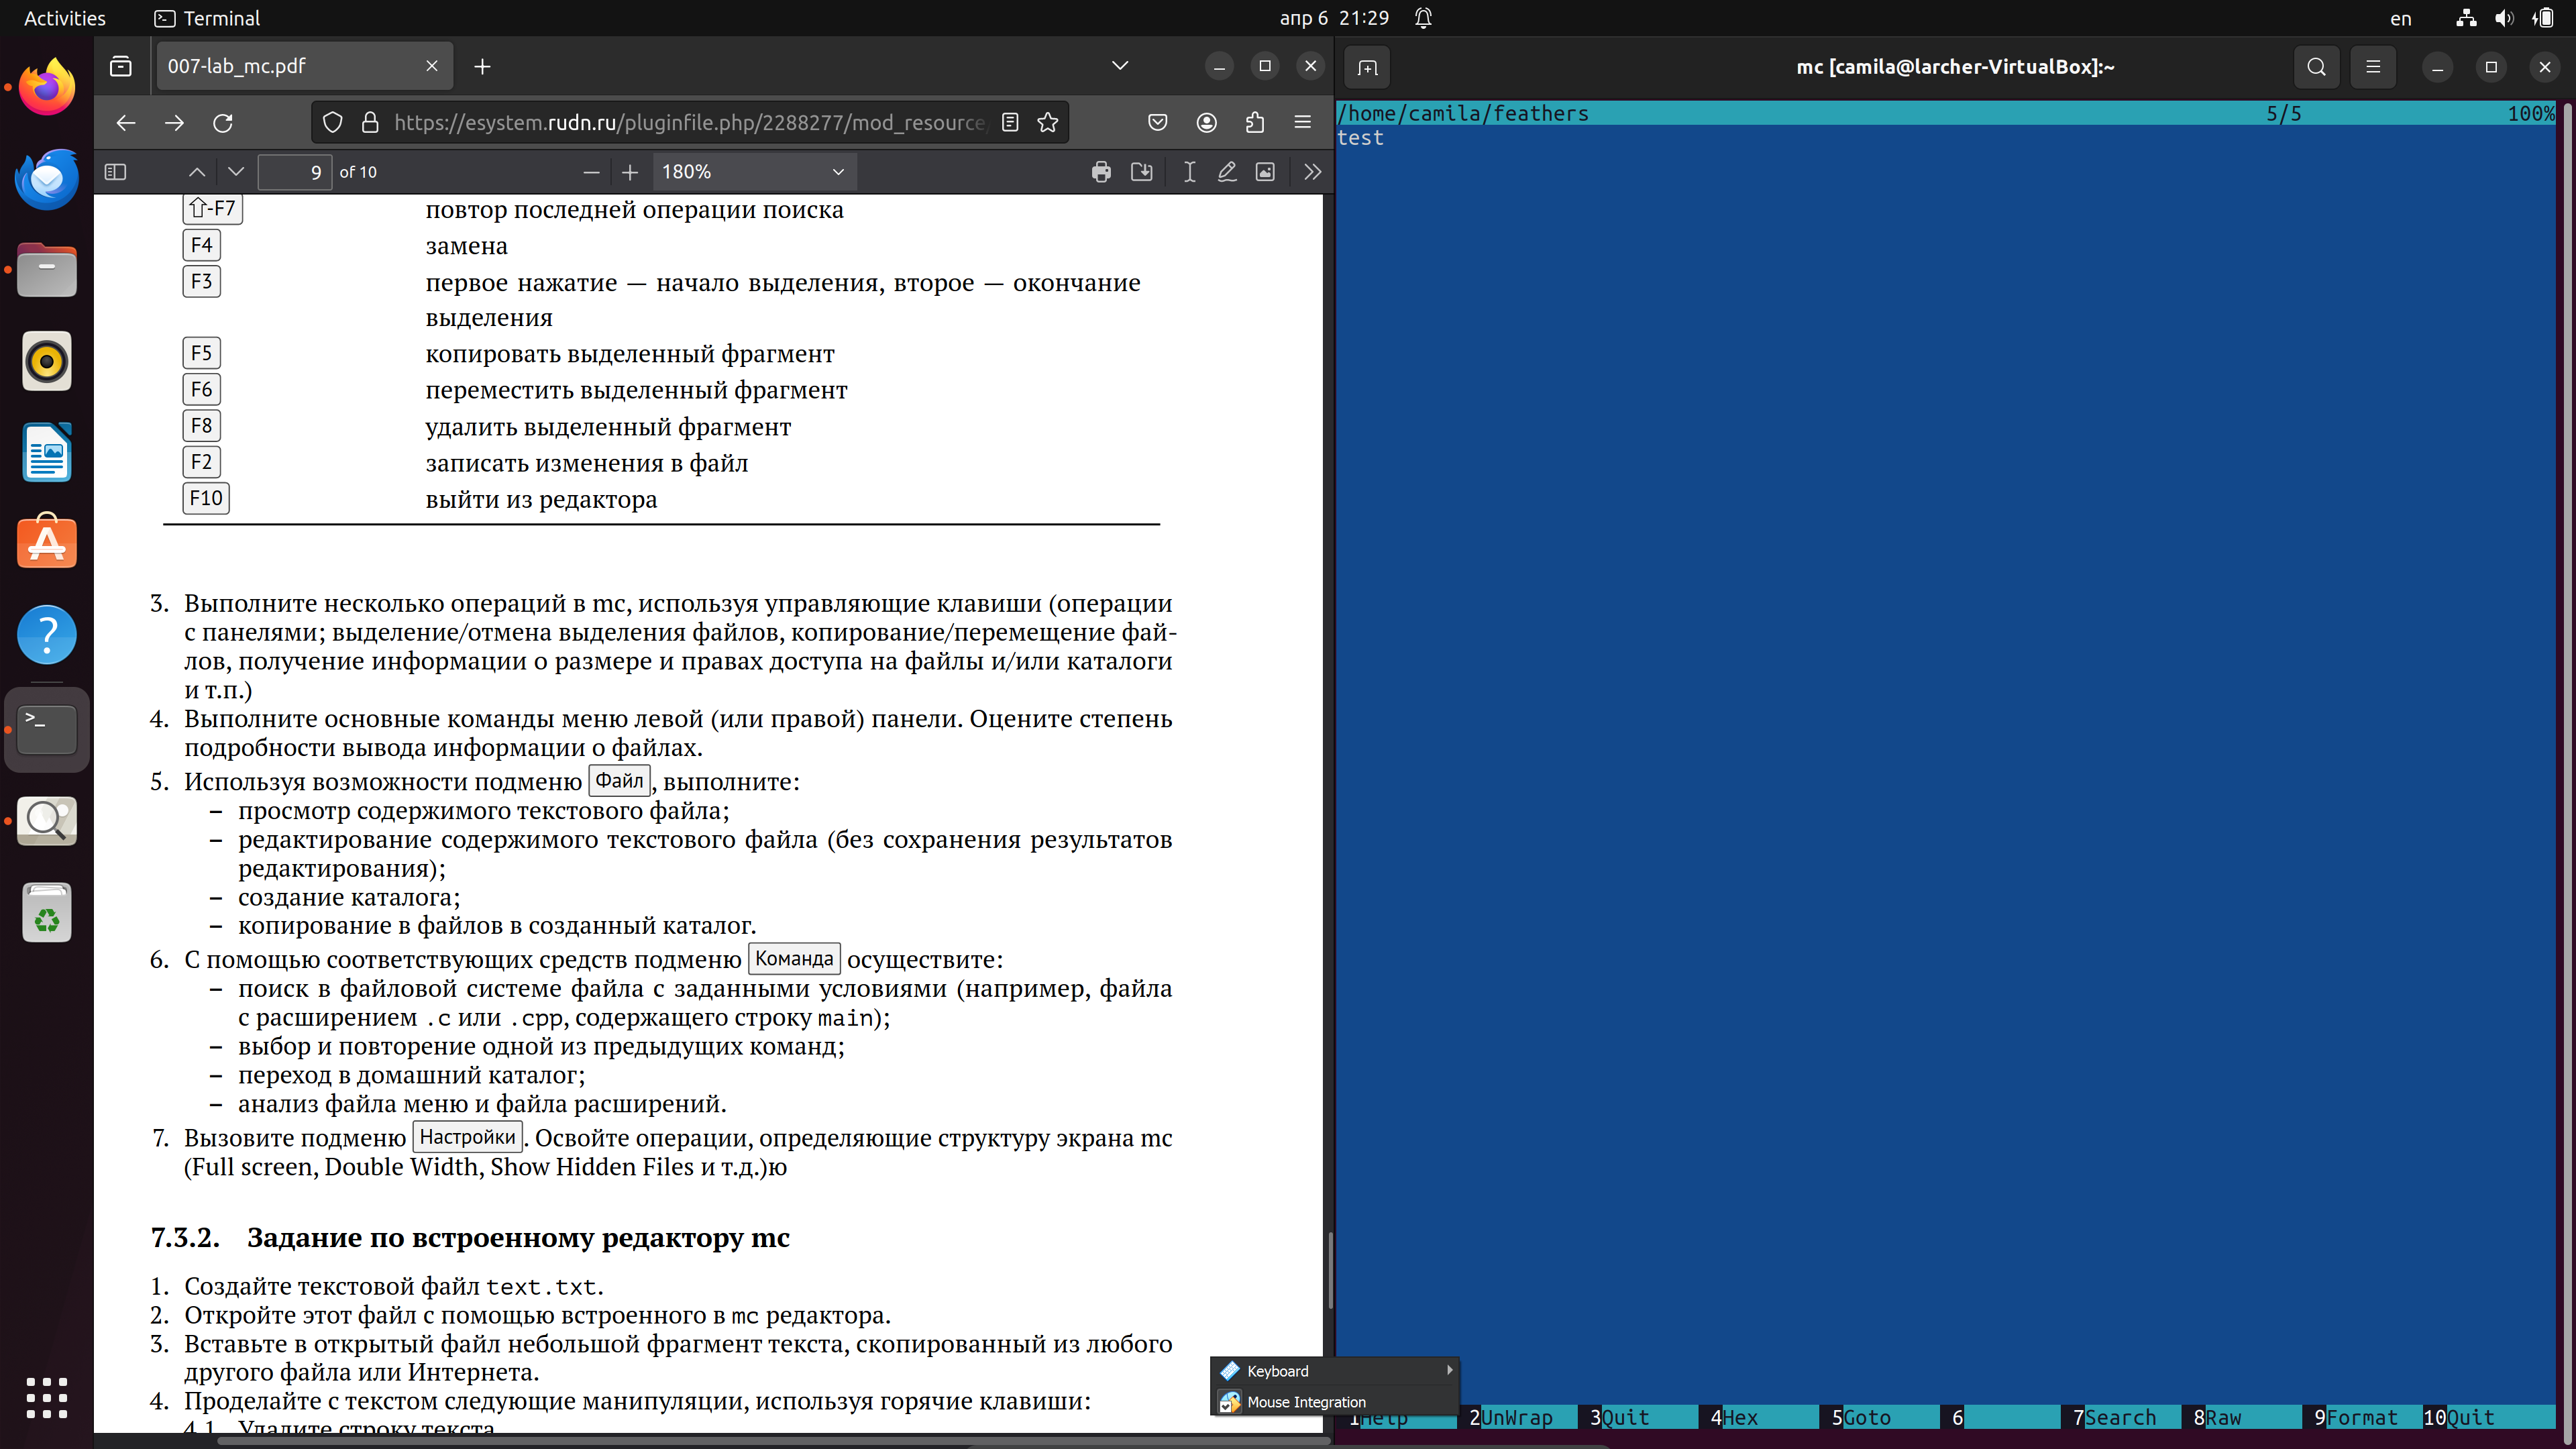 Activities
Terminal
апр 6 21:29
en
007-lab_mc.pdf
https://esystem.rudn.ru/pluginfile.php/2288277/mod_resource/
9 of 10
180%
⇧-F7 повтор последней операции поиска
F4 замена
F3 первое нажатие — начало выделения, второе — окончание
выделения
F5 копировать выделенный фрагмент
F6 переместить выделенный фрагмент
F8 удалить выделенный фрагмент
F2 записать изменения в файл
F10 выйти из редактора
3. Выполните несколько операций в mc, используя управляющие клавиши (операции
с панелями; выделение/отмена выделения файлов, копирование/перемещение фай-
лов, получение информации о размере и правах доступа на файлы и/или каталоги
и т.п.)
4. Выполните основные команды меню левой (или правой) панели. Оцените степень
подробности вывода информации о файлах.
5. Используя возможности подменю Файл, выполните:
– просмотр содержимого текстового файла;
– редактирование содержимого текстового файла (без сохранения результатов
редактирования);
– создание каталога;
– копирование в файлов в созданный каталог.
6. С помощью соответствующих средств подменю Команда осуществите:
– поиск в файловой системе файла с заданными условиями (например, файла
с расширением .c или .cpp, содержащего строку main);
– выбор и повторение одной из предыдущих команд;
– переход в домашний каталог;
– анализ файла меню и файла расширений.
7. Вызовите подменю Настройки. Освойте операции, определяющие структуру экрана mc
(Full screen, Double Width, Show Hidden Files и т.д.)ю
7.3.2. Задание по встроенному редактору mc
1. Создайте текстовой файл text.txt.
2. Откройте этот файл с помощью встроенного в mc редактора.
3. Вставьте в открытый файл небольшой фрагмент текста, скопированный из любого
другого файла или Интернета.
4. Проделайте с текстом следующие манипуляции, используя горячие клавиши:
4.1. Удалите строку текста
Keyboard
Mouse Integration
mc [camila@larcher-VirtualBox]:~
/home/camila/feathers 5/5 100%
test
1Help 2UnWrap 3Quit 4Hex 5Goto 6 7Search 8Raw 9Format 10Quit